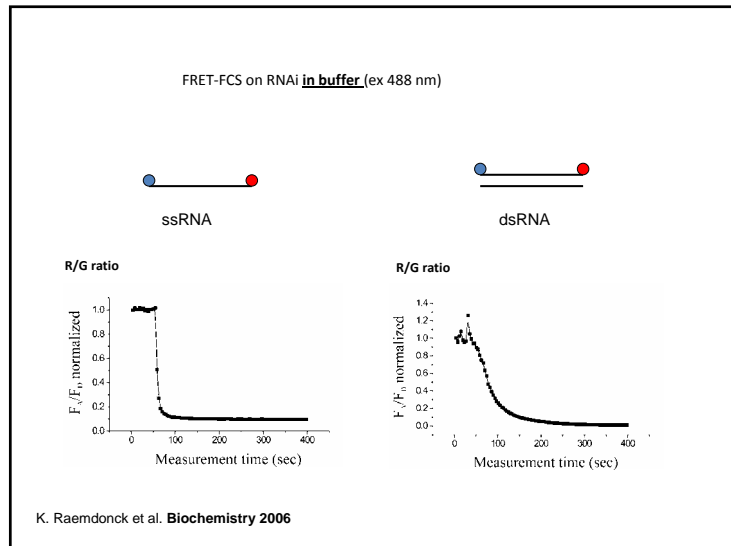 FRET-FCS on RNAi in buffer (ex 488 nm)
ssRNA
dsRNA
R/G ratio
R/G ratio
F_A/F_D normalized
1.0
0.8
0.6
0.4
0.2
0.0
0 100 200 300 400
Measurement time (sec)
F_A/F_D normalized
1.4
1.2
1.0
0.8
0.6
0.4
0.2
0.0
0 100 200 300 400
Measurement time (sec)
K. Raemdonck et al. Biochemistry 2006